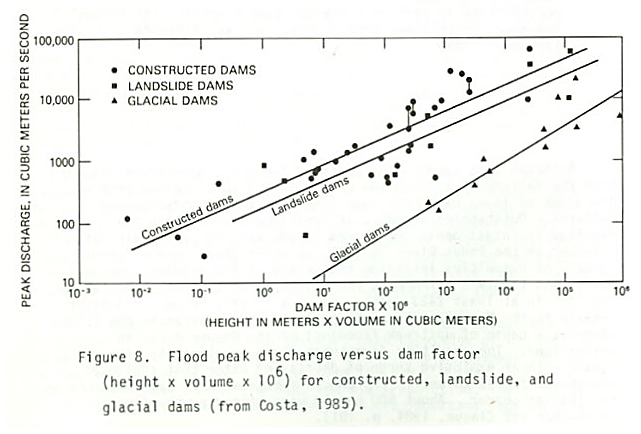 PEAK DISCHARGE, IN CUBIC METERS PER SECOND
100,000
10,000
1000
100
10
● CONSTRUCTED DAMS
■ LANDSLIDE DAMS
▲ GLACIAL DAMS
Constructed dams
Landslide dams
Glacial dams
10⁻³ 10⁻² 10⁻¹ 10⁰ 10¹ 10² 10³ 10⁴ 10⁵ 10⁶
DAM FACTOR X 10⁶
(HEIGHT IN METERS X VOLUME IN CUBIC METERS)
Figure 8. Flood peak discharge versus dam factor
(height x volume x 10⁶) for constructed, landslide, and
glacial dams (from Costa, 1985).